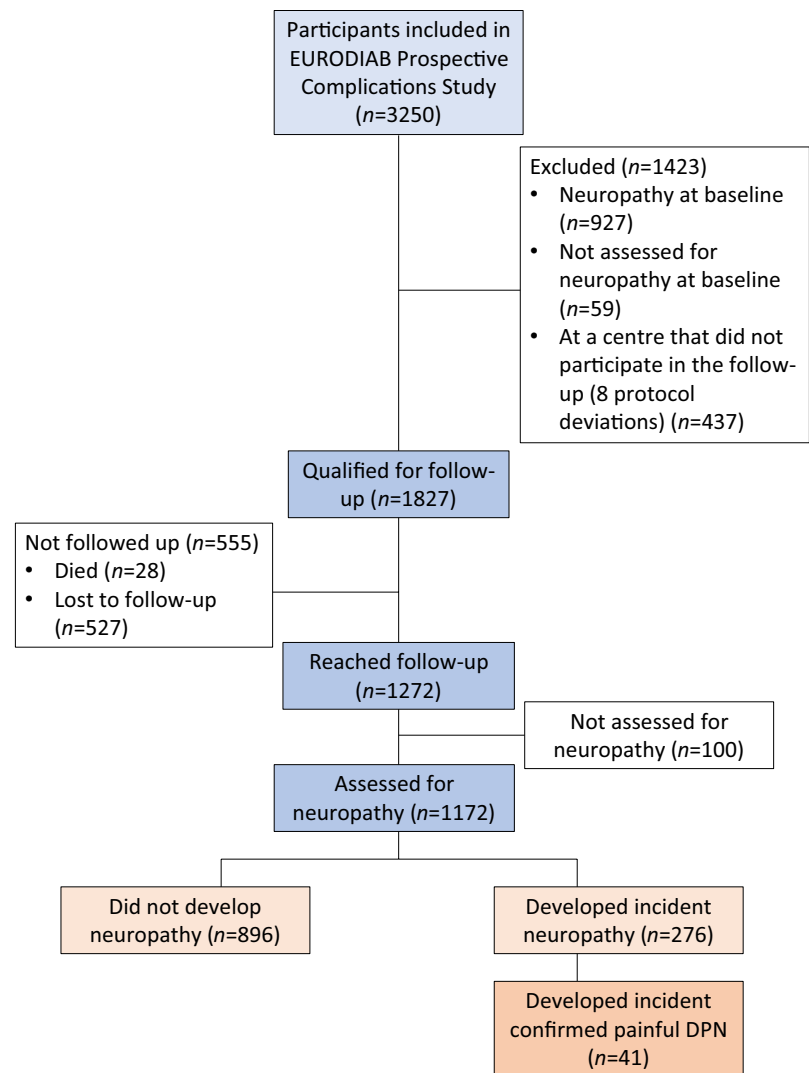 Participants included in
EURODIAB Prospective
Complications Study
(n=3250)
Excluded (n=1423)
• Neuropathy at baseline
(n=927)
• Not assessed for
neuropathy at baseline
(n=59)
• At a centre that did not
participate in the follow-
up (8 protocol
deviations) (n=437)
Qualified for follow-
up (n=1827)
Not followed up (n=555)
• Died (n=28)
• Lost to follow-up
(n=527)
Reached follow-up
(n=1272)
Not assessed for
neuropathy (n=100)
Assessed for
neuropathy (n=1172)
Did not develop
neuropathy (n=896)
Developed incident
neuropathy (n=276)
Developed incident
confirmed painful DPN
(n=41)